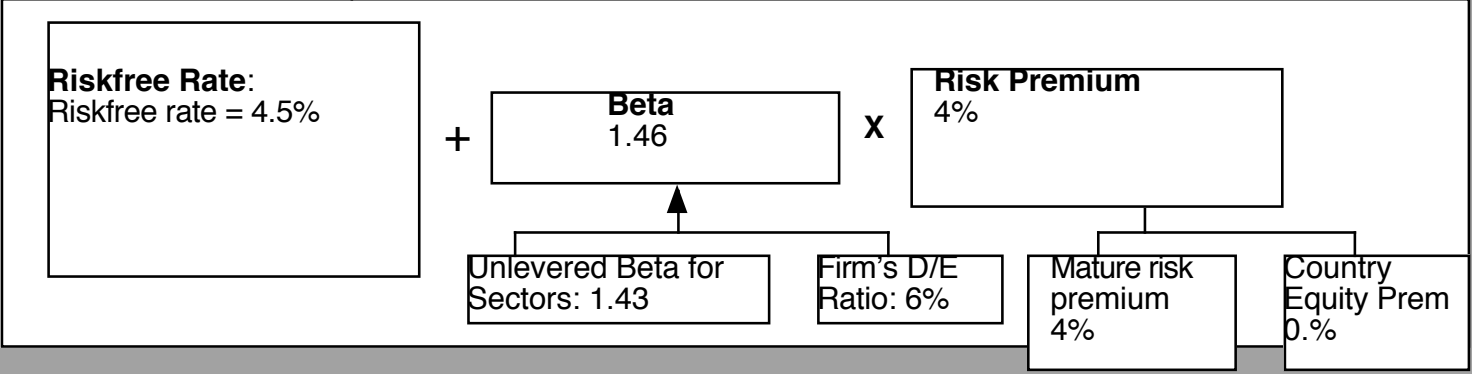 Riskfree Rate:
Riskfree rate = 4.5%
+
Beta
1.46
X
Risk Premium
4%
Unlevered Beta for
Sectors: 1.43
Firm's D/E
Ratio: 6%
Mature risk
premium
4%
Country
Equity Prem
0.%